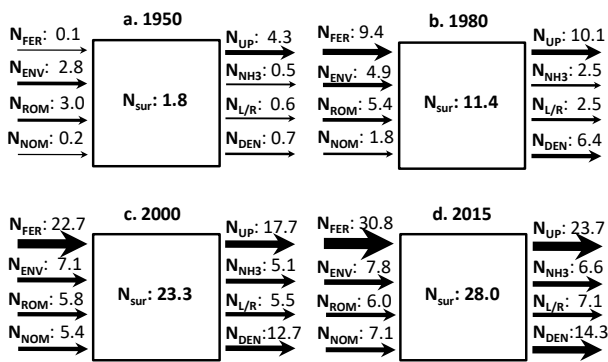 a. 1950
N_FER: 0.1
N_ENV: 2.8
N_ROM: 3.0
N_NOM: 0.2
N_sur: 1.8
N_UP: 4.3
N_NH3: 0.5
N_L/R: 0.6
N_DEN: 0.7
b. 1980
N_FER: 9.4
N_ENV: 4.9
N_ROM: 5.4
N_NOM: 1.8
N_sur: 11.4
N_UP: 10.1
N_NH3: 2.5
N_L/R: 2.5
N_DEN: 6.4
c. 2000
N_FER: 22.7
N_ENV: 7.1
N_ROM: 5.8
N_NOM: 5.4
N_sur: 23.3
N_UP: 17.7
N_NH3: 5.1
N_L/R: 5.5
N_DEN:12.7
d. 2015
N_FER: 30.8
N_ENV: 7.8
N_ROM: 6.0
N_NOM: 7.1
N_sur: 28.0
N_UP: 23.7
N_NH3: 6.6
N_L/R: 7.1
N_DEN:14.3